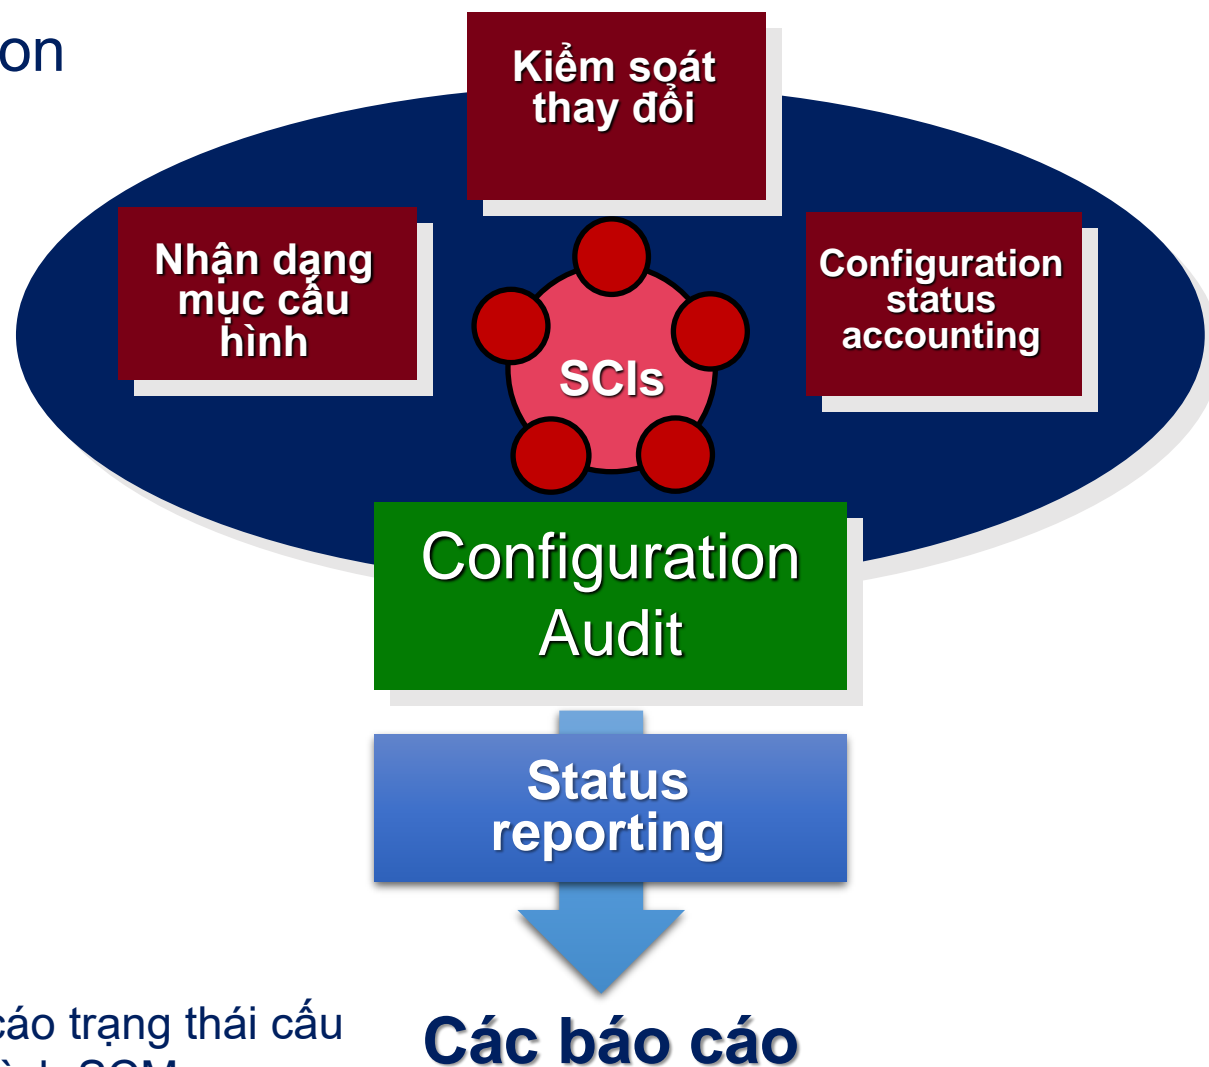 on
Kiểm soát
thay đổi
Nhận dạng
mục cấu
hình
Configuration
status
accounting
SCIs
Configuration
Audit
Status
reporting
cáo trạng thái cấu
Các báo cáo